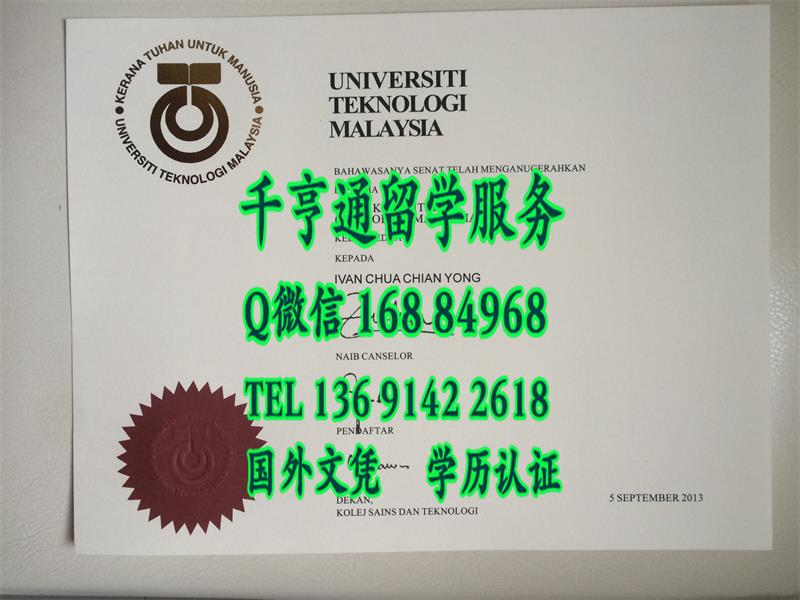 KERANA TUHAN UNTUK MANUSIA
UNIVERSITI TEKNOLOGI MALAYSIA
UNIVERSITI
TEKNOLOGI
MALAYSIA
BAHAWASANYA SENAT TELAH MENGANUGERAHKAN
千亨通留学服务
KEPADA
IVAN CHUA CHIAN YONG
Q微信 168 84968
NAIB CANSELOR
TEL 136 9142 2618
PENDAFTAR
国外文凭 学历认证
DEKAN,
KOLEJ SAINS DAN TEKNOLOGI
5 SEPTEMBER 2013